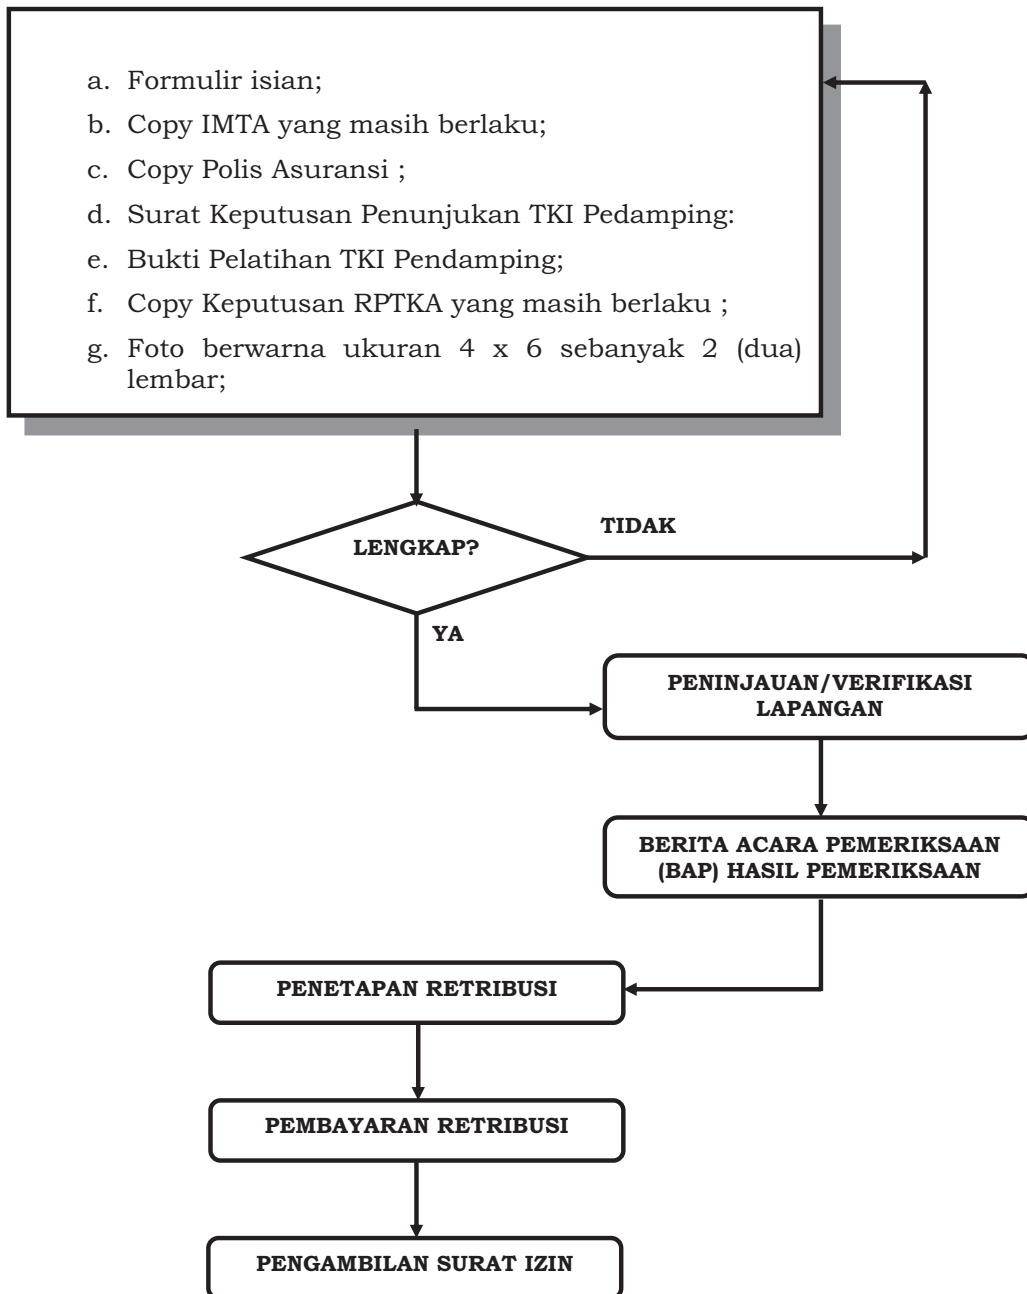 a. Formulir isian;
b. Copy IMTA yang masih berlaku;
c. Copy Polis Asuransi ;
d. Surat Keputusan Penunjukan TKI Pedamping:
e. Bukti Pelatihan TKI Pendamping;
f. Copy Keputusan RPTKA yang masih berlaku ;
g. Foto berwarna ukuran 4 x 6 sebanyak 2 (dua)
lembar;
LENGKAP?
TIDAK
YA
PENINJAUAN/VERIFIKASI
LAPANGAN
BERITA ACARA PEMERIKSAAN
(BAP) HASIL PEMERIKSAAN
PENETAPAN RETRIBUSI
PEMBAYARAN RETRIBUSI
PENGAMBILAN SURAT IZIN